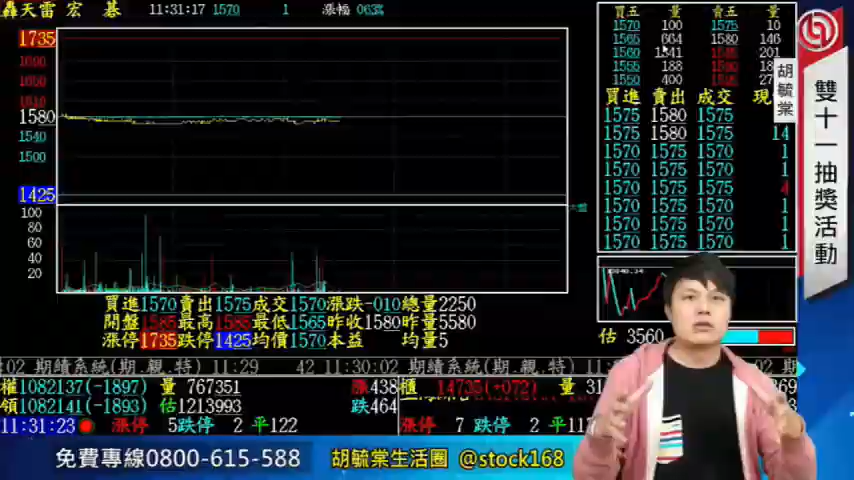 轟天雷 宏碁 11:31:17 1570 1 漲幅 063%
1735
1690
1650
1610
1580
1540
1500
1425
100
80
60
40
20
大盤
買五 量 賣五 量
1570 100 1575 10
1565 664 1580 146
1560 1341 1585 201
1555 188 1590
1550 400 1595
買進 賣出 成交 現
1575 1580 1575
1575 1580 1575 14
1570 1575 1570 1
1570 1575 1570 1
1570 1575 1570 4
1570 1575 1570 1
1570 1575 1570 1
1570 1575 1570 1
胡毓棠
雙十一抽獎活動
買進1570賣出1575成交1570漲跌-010總量2250
開盤1585最高1585最低1565昨收1580昨量5580
漲停1735跌停1425均價1570本益 均量5
估 3560
:02 期績系統(期.親.特) 11:29 42 11:30:02 期績系統(期.親.特)
權1082137(-1897) 量 767351 漲438
領1082141(-1893) 估1213993 跌464
櫃 14735(+072) 量
11:31:23 漲停 5跌停 2 平122
漲停 7 跌停 2 平
免費專線0800-615-588 胡毓棠生活圈 @stock168